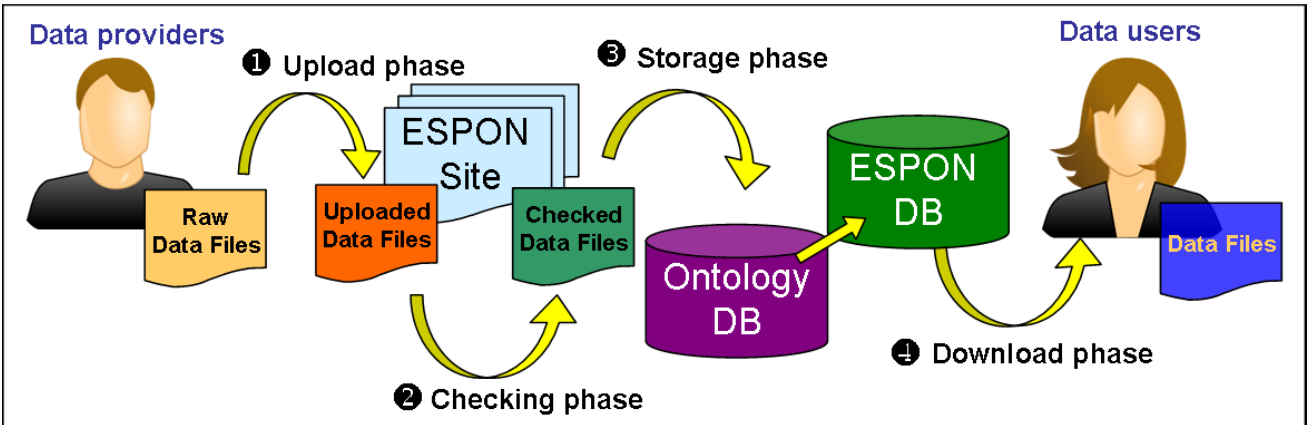 Data providers
❶ Upload phase
❸ Storage phase
Data users
ESPON
Site
ESPON
DB
Raw
Data Files
Uploaded
Data Files
Checked
Data Files
Data Files
Ontology
DB
❹ Download phase
❷ Checking phase